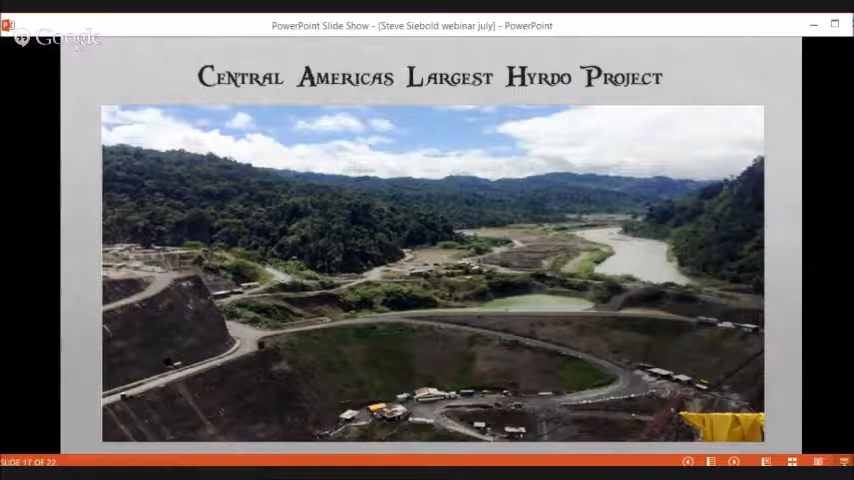 PowerPoint Slide Show - [Steve Siebold webinar july] - PowerPoint
Google
Central Americas Largest Hyrdo Project
SLIDE 17 OF 22